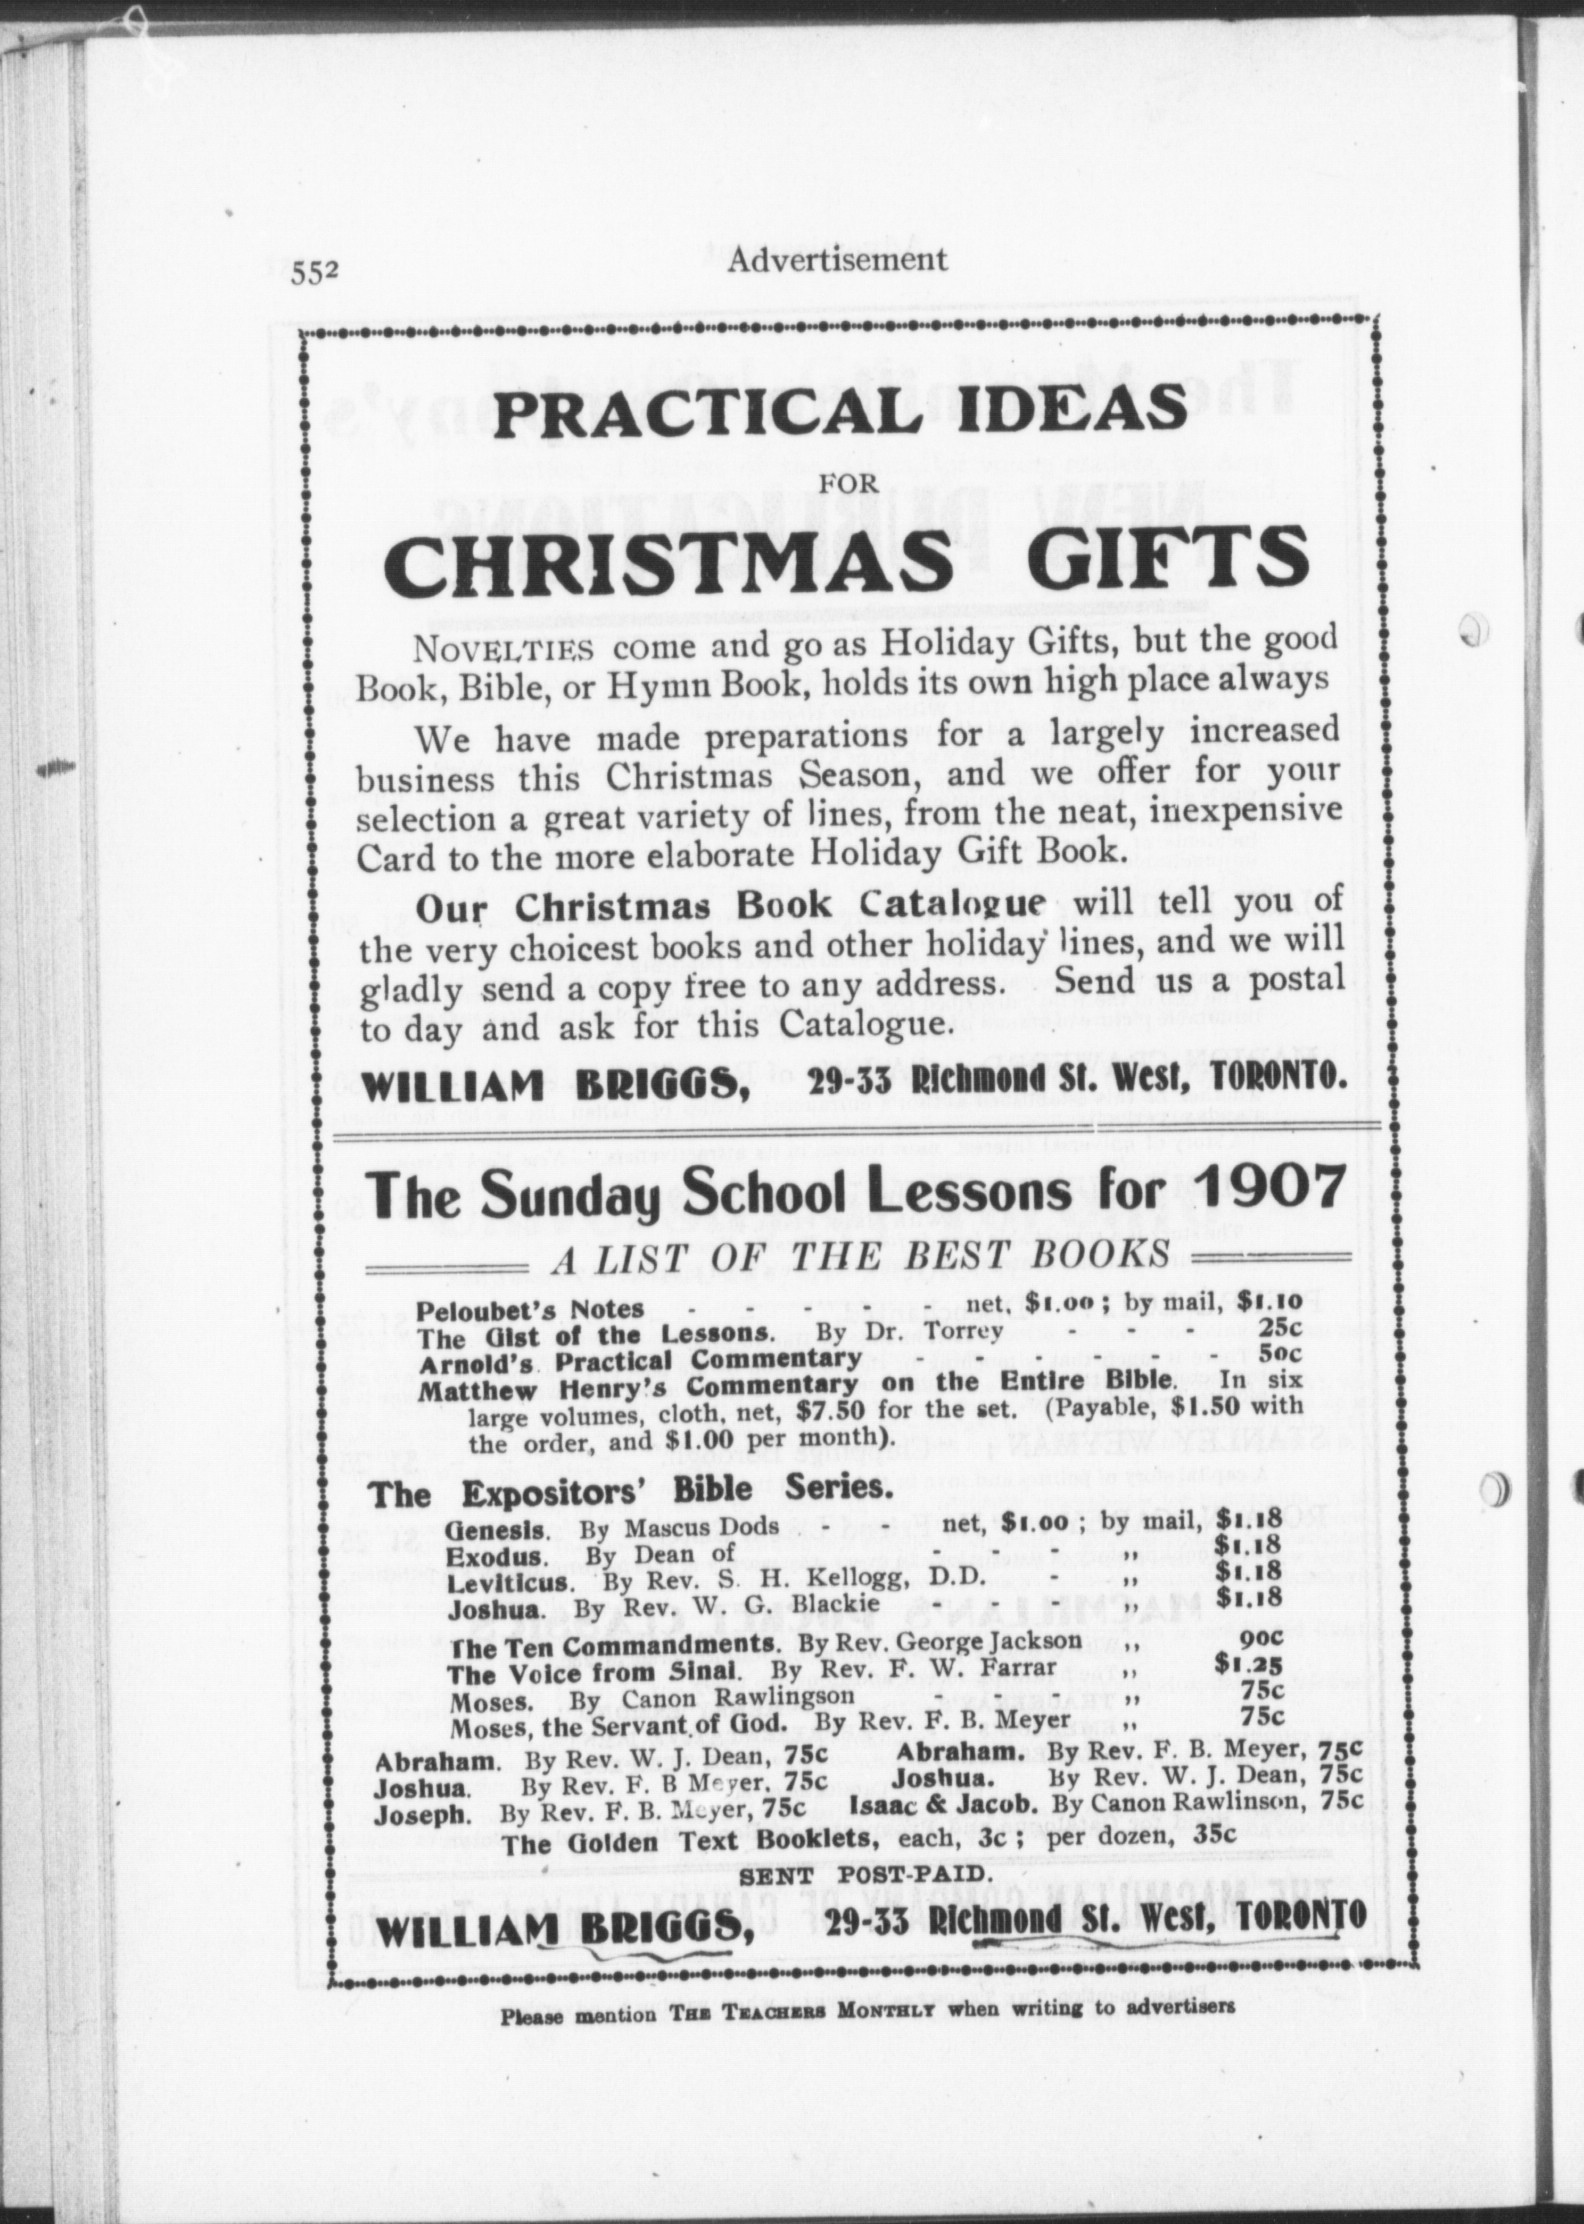 552
Advertisement
PRACTICAL IDEAS
FOR
CHRISTMAS GIFTS
NOVELTIES come and go as Holiday Gifts, but the good
Book, Bible, or Hymn Book, holds its own high place always
We have made preparations for a largely increased
business this Christmas Season, and we offer for your
selection a great variety of lines, from the neat, inexpensive
Card to the more elaborate Holiday Gift Book.
Our Christmas Book Catalogue will tell you of
the very choicest books and other holiday lines, and we will
gladly send a copy free to any address. Send us a postal
to day and ask for this Catalogue.
WILLIAM BRIGGS, 29-33 Richmond St. West, TORONTO.
The Sunday School Lessons for 1907
A LIST OF THE BEST BOOKS
Peloubet's Notes - - - - - net, $1.00; by mail, $1.10
The Gist of the Lessons. By Dr. Torrey - - - 25c
Arnold's Practical Commentary - - - - - - 50c
Matthew Henry's Commentary on the Entire Bible. In six
large volumes, cloth, net, $7.50 for the set. (Payable, $1.50 with
the order, and $1.00 per month).
The Expositors' Bible Series.
Genesis. By Mascus Dods - - net, $1.00; by mail, $1.18
Exodus. By Dean of - - - ,, $1.18
Leviticus. By Rev. S. H. Kellogg, D.D. - ,, $1.18
Joshua. By Rev. W. G. Blackie - - - ,, $1.18
The Ten Commandments. By Rev. George Jackson ,, 90c
The Voice from Sinai. By Rev. F. W. Farrar ,, $1.25
Moses. By Canon Rawlingson - - - ,, 75c
Moses, the Servant of God. By Rev. F. B. Meyer ,, 75c
Abraham. By Rev. W. J. Dean, 75c Abraham. By Rev. F. B. Meyer, 75c
Joshua. By Rev. F. B Meyer. 75c Joshua. By Rev. W. J. Dean, 75c
Joseph. By Rev. F. B. Meyer, 75c Isaac & Jacob. By Canon Rawlinson, 75c
The Golden Text Booklets, each, 3c; per dozen, 35c
SENT POST-PAID.
WILLIAM BRIGGS, 29-33 Richmond St. West, TORONTO
Please mention THE TEACHERS MONTHLY when writing to advertisers